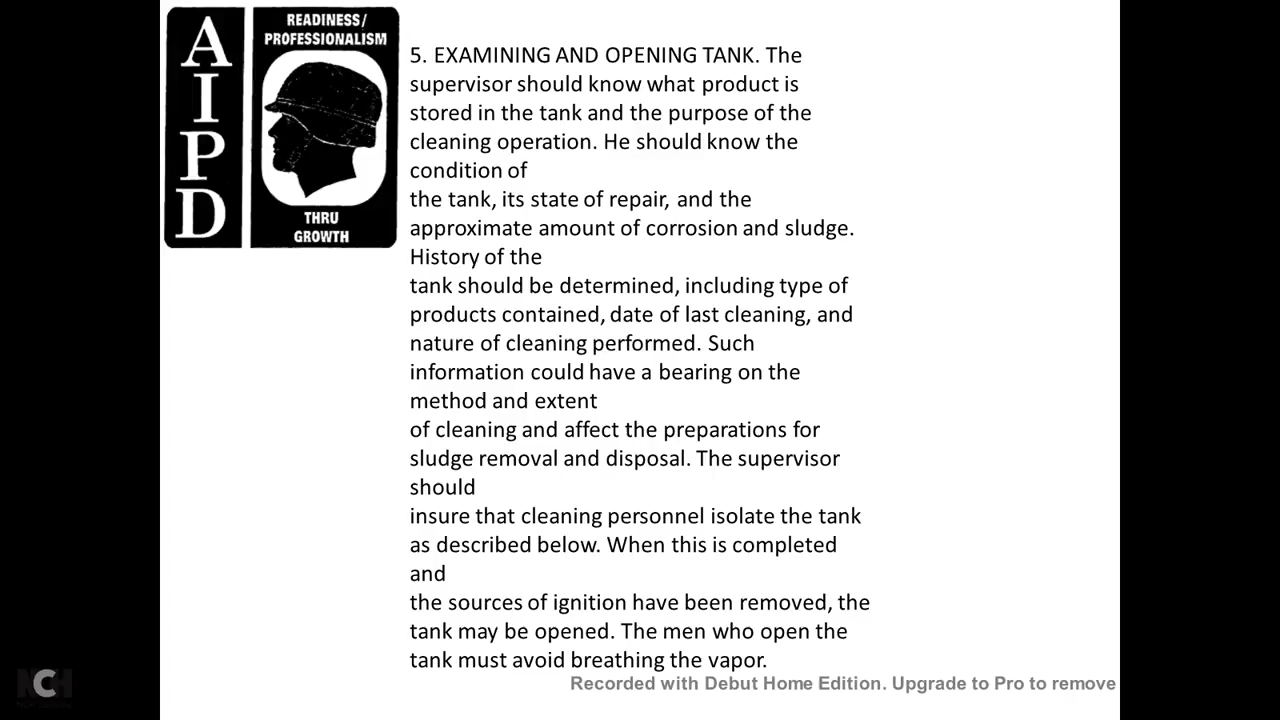 A
I
P
D
READINESS/
PROFESSIONALISM
THRU
GROWTH
5. EXAMINING AND OPENING TANK. The
supervisor should know what product is
stored in the tank and the purpose of the
cleaning operation. He should know the
condition of
the tank, its state of repair, and the
approximate amount of corrosion and sludge.
History of the
tank should be determined, including type of
products contained, date of last cleaning, and
nature of cleaning performed. Such
information could have a bearing on the
method and extent
of cleaning and affect the preparations for
sludge removal and disposal. The supervisor
should
insure that cleaning personnel isolate the tank
as described below. When this is completed
and
the sources of ignition have been removed, the
tank may be opened. The men who open the
tank must avoid breathing the vapor.
Recorded with Debut Home Edition. Upgrade to Pro to remove
NCH